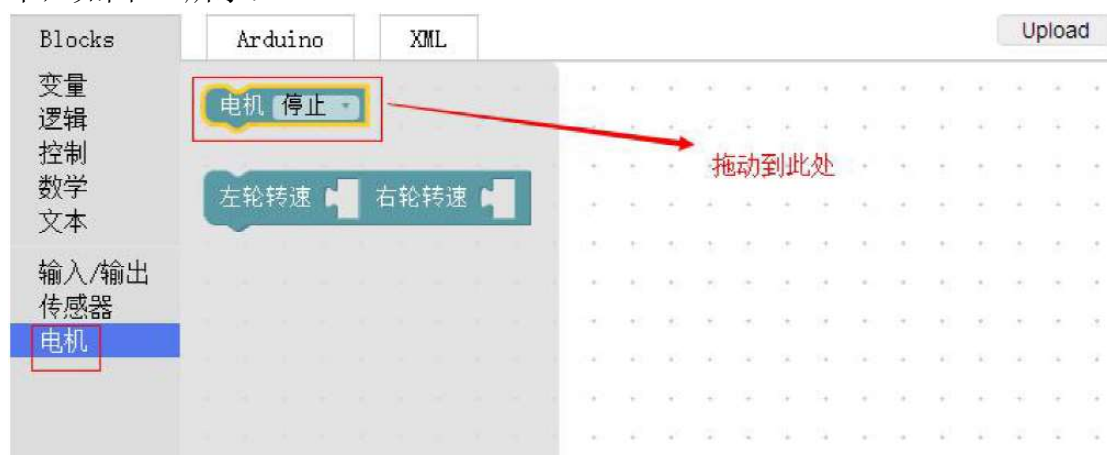 Blocks
Arduino
XML
Upload
变量
逻辑
控制
数学
文本
输入/输出
传感器
电机
电机 停止
左轮转速 右轮转速
拖动到此处